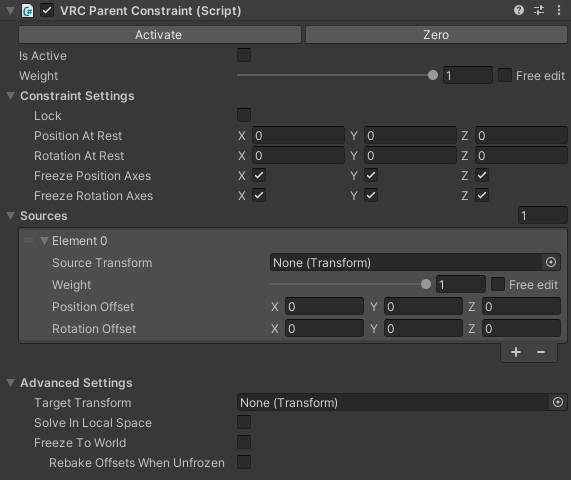 VRC Parent Constraint (Script)
Activate Zero
Is Active
Weight 1 Free edit
Constraint Settings
Lock
Position At Rest X 0 Y 0 Z 0
Rotation At Rest X 0 Y 0 Z 0
Freeze Position Axes X Y Z
Freeze Rotation Axes X Y Z
Sources 1
Element 0
Source Transform None (Transform)
Weight 1 Free edit
Position Offset X 0 Y 0 Z 0
Rotation Offset X 0 Y 0 Z 0
+ −
Advanced Settings
Target Transform None (Transform)
Solve In Local Space
Freeze To World
Rebake Offsets When Unfrozen